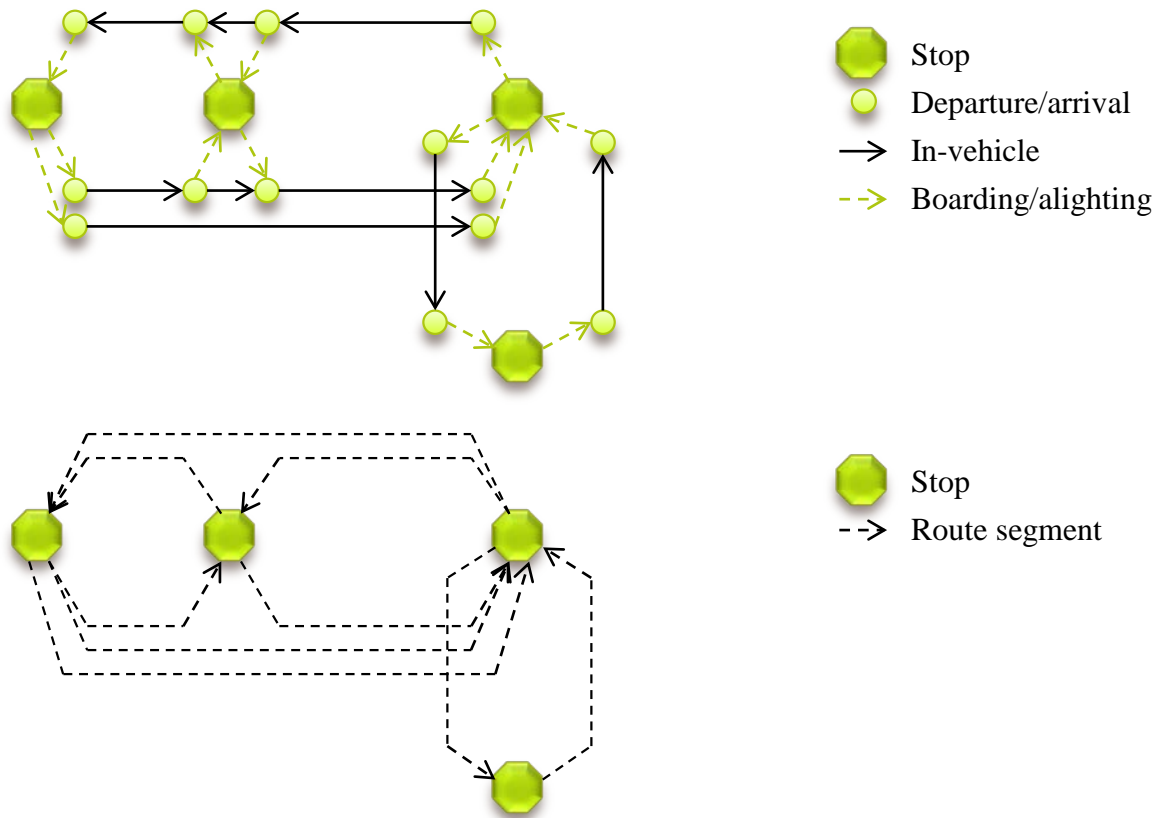 Stop
Departure/arrival
In-vehicle
Boarding/alighting
Stop
Route segment